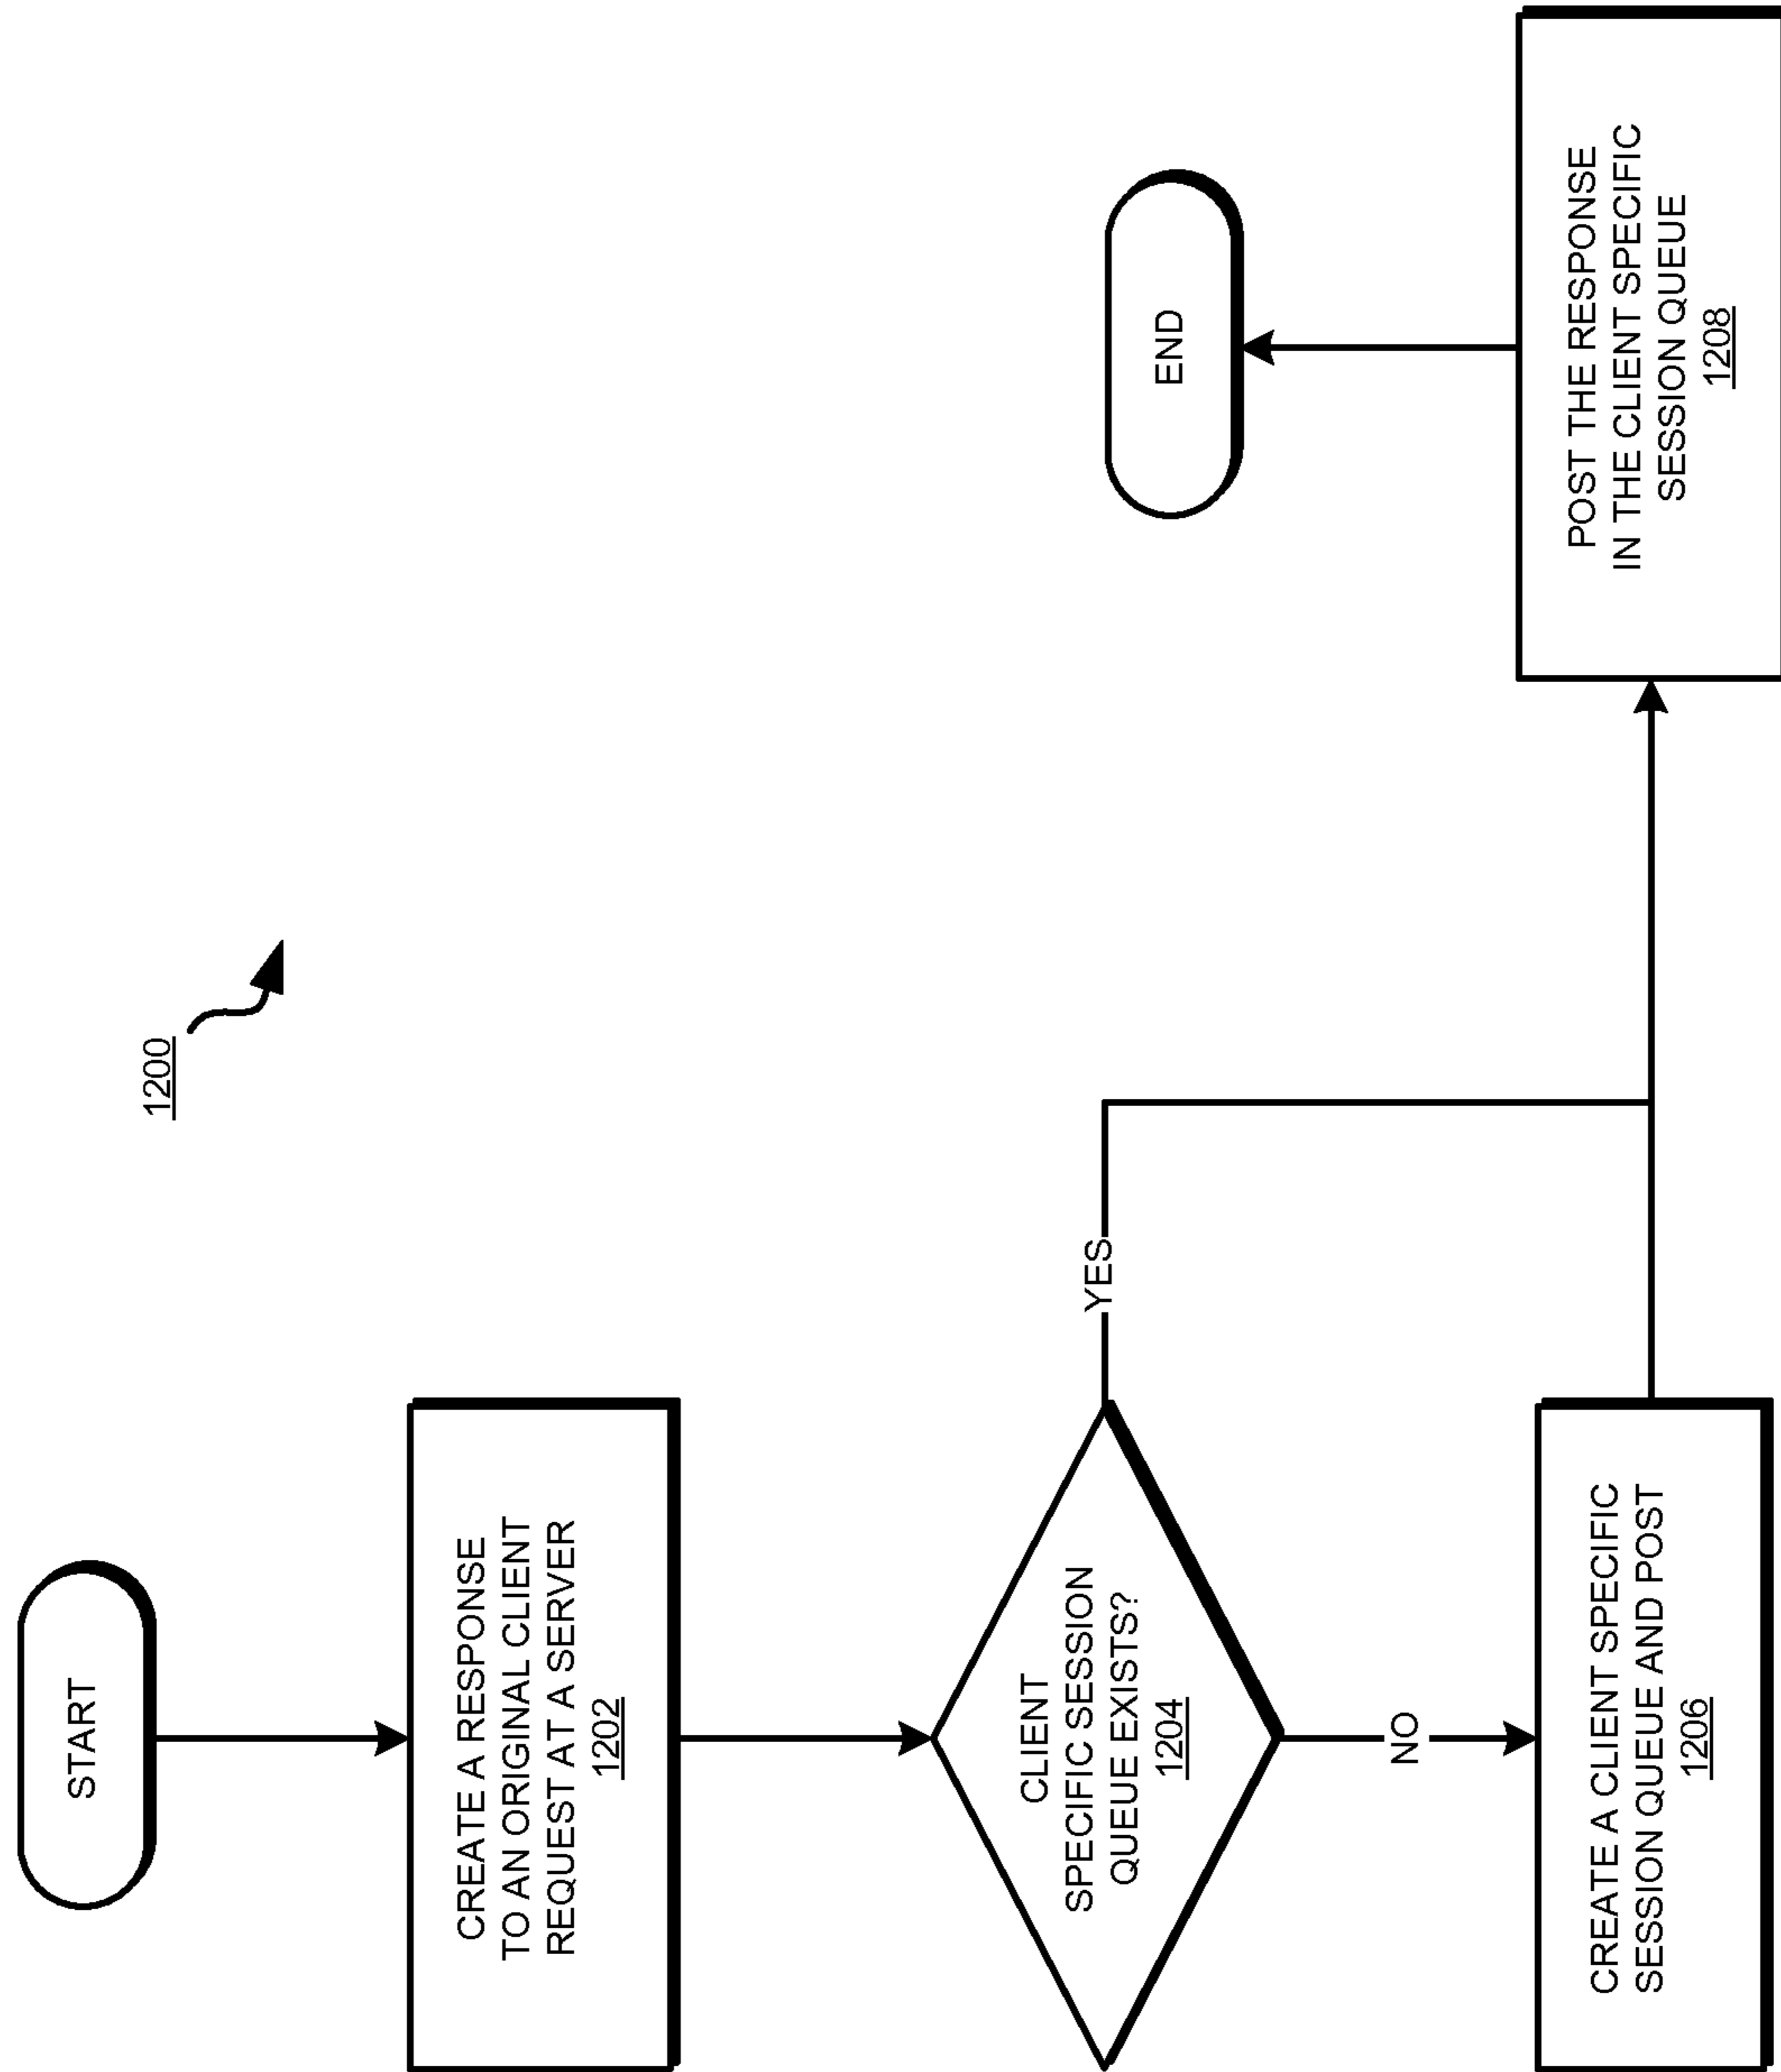 1200
START
CREATE A RESPONSE
TO AN ORIGINAL CLIENT
REQUEST AT A SERVER
1202
CLIENT
SPECIFIC SESSION
QUEUE EXISTS?
1204
YES
NO
CREATE A CLIENT SPECIFIC
SESSION QUEUE AND POST
1206
POST THE RESPONSE
IN THE CLIENT SPECIFIC
SESSION QUEUE
1208
END